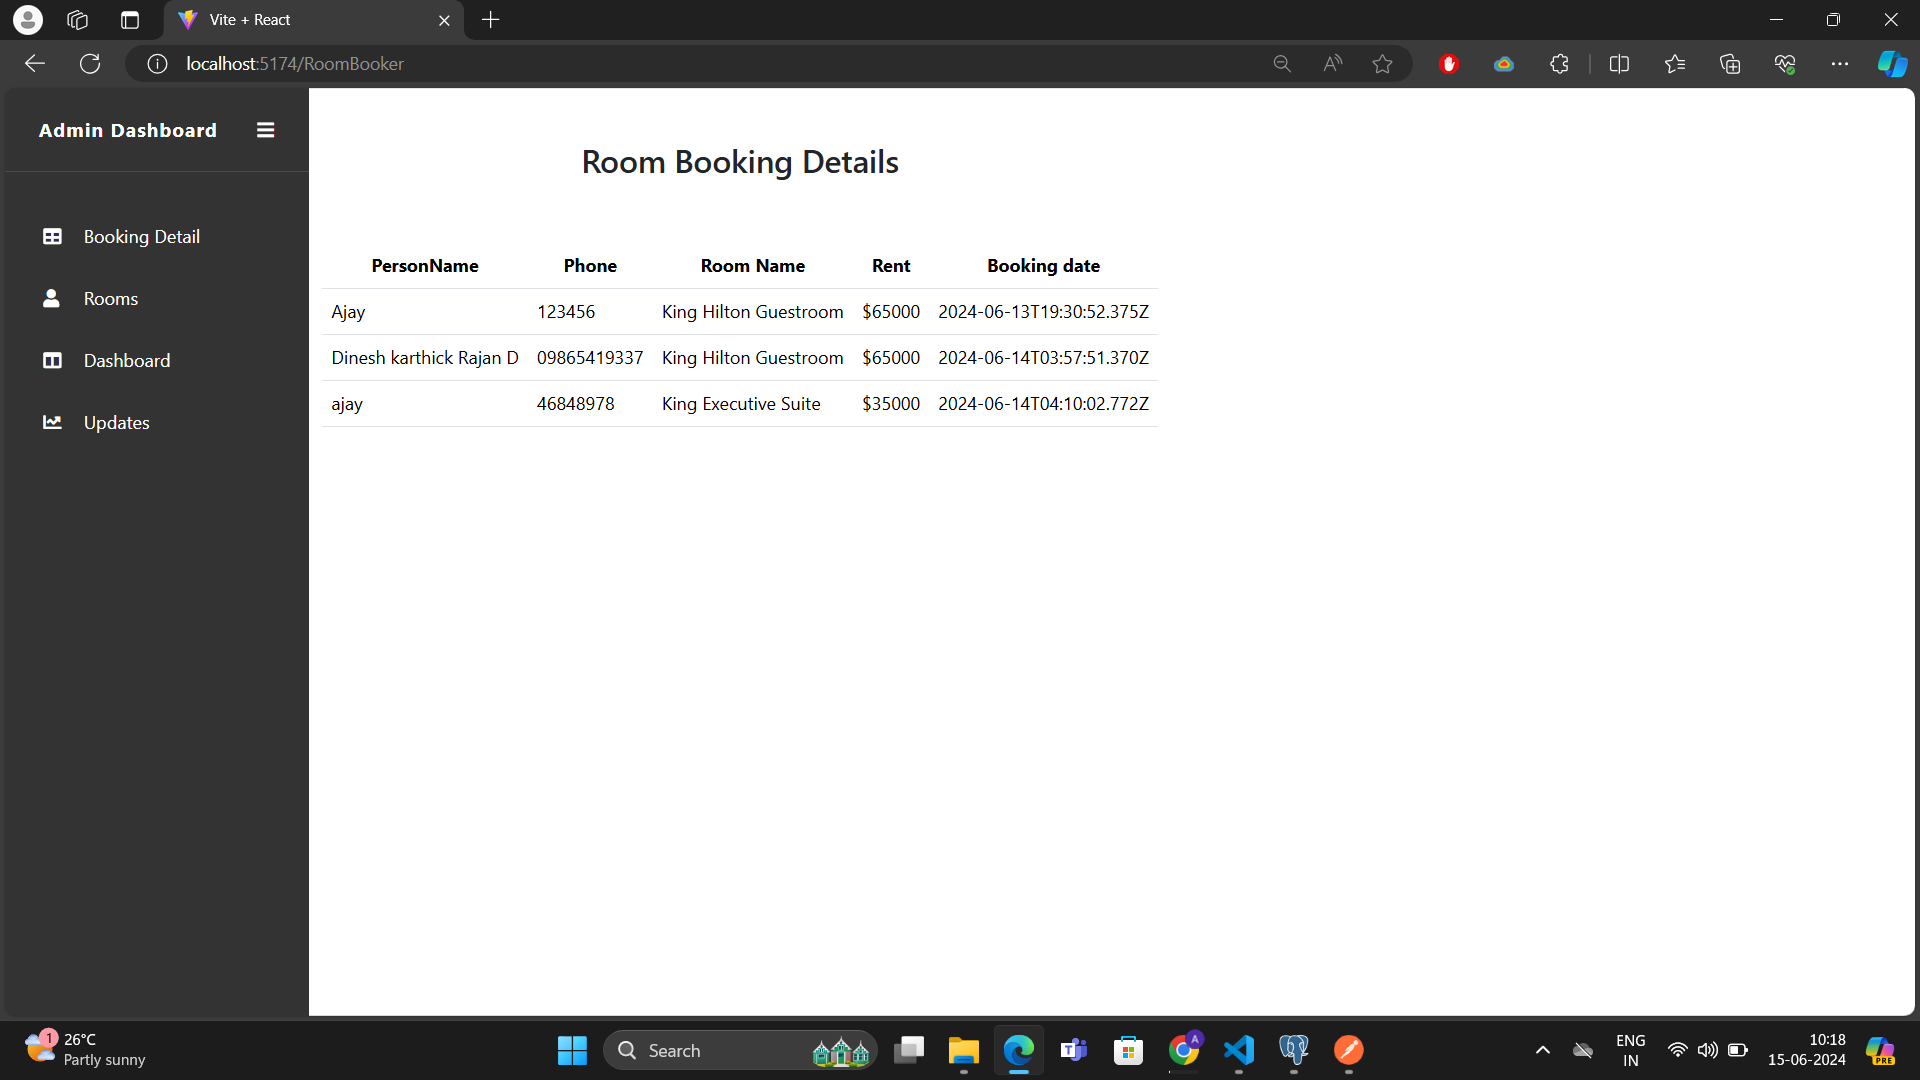 Vite + React
localhost:5174/RoomBooker
Admin Dashboard
Booking Detail
Rooms
Dashboard
Updates
Room Booking Details
PersonName Phone Room Name Rent Booking date
Ajay 123456 King Hilton Guestroom $65000 2024-06-13T19:30:52.375Z
Dinesh karthick Rajan D 09865419337 King Hilton Guestroom $65000 2024-06-14T03:57:51.370Z
ajay 46848978 King Executive Suite $35000 2024-06-14T04:10:02.772Z
1
26°C
Partly sunny
Search
A
ENG
IN
10:18
15-06-2024
PRE